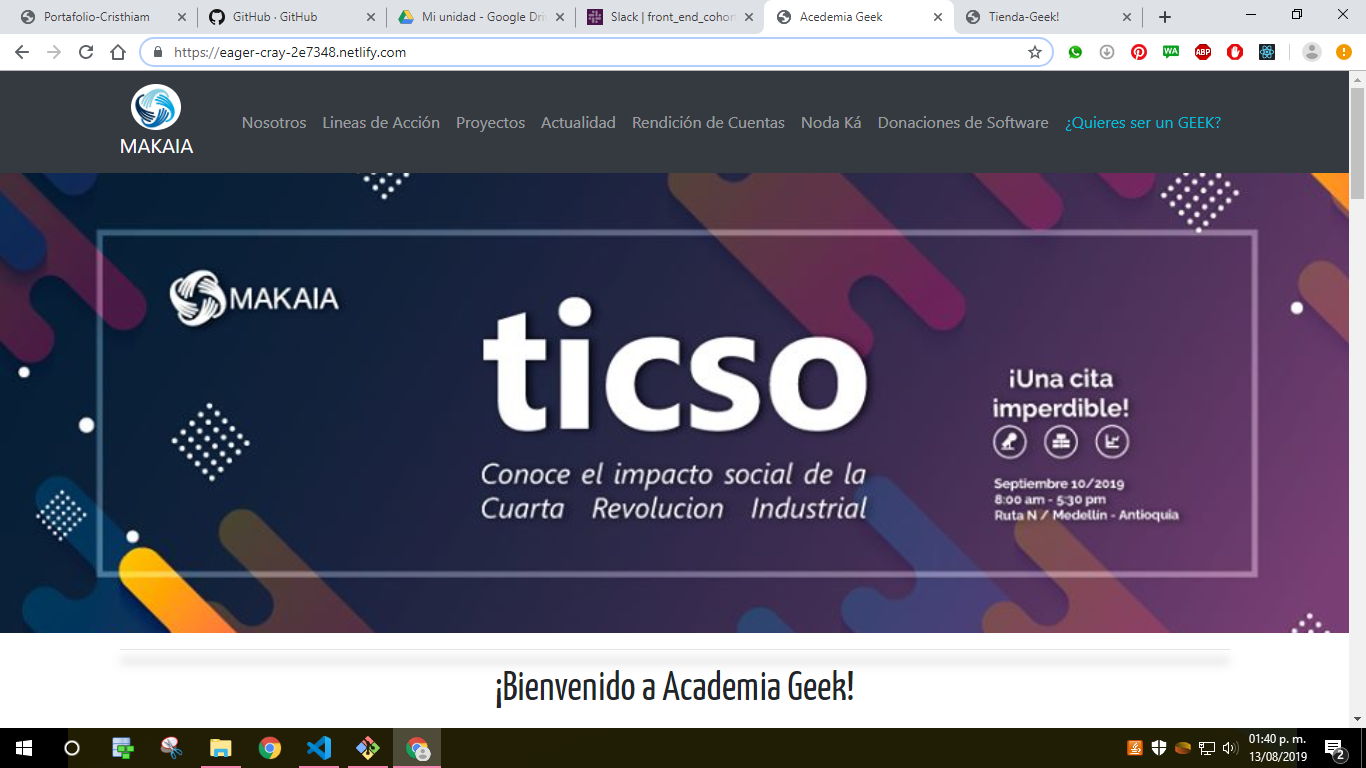 Portafolio-Cristhiam
GitHub · GitHub
Mi unidad - Google Dri
Slack | front_end_cohor
Acedemia Geek
Tienda-Geek!
https://eager-cray-2e7348.netlify.com
WA
ABP
MAKAIA
Nosotros
Lineas de Acción
Proyectos
Actualidad
Rendición de Cuentas
Noda Ká
Donaciones de Software
¿Quieres ser un GEEK?
MAKAIA
ticso
Conoce el impacto social de la
Cuarta Revolucion Industrial
¡Una cita
imperdible!
Septiembre 10/2019
8:00 am - 5:30 pm
Ruta N / Medellín - Antioquia
¡Bienvenido a Academia Geek!
01:40 p. m.
13/08/2019
2